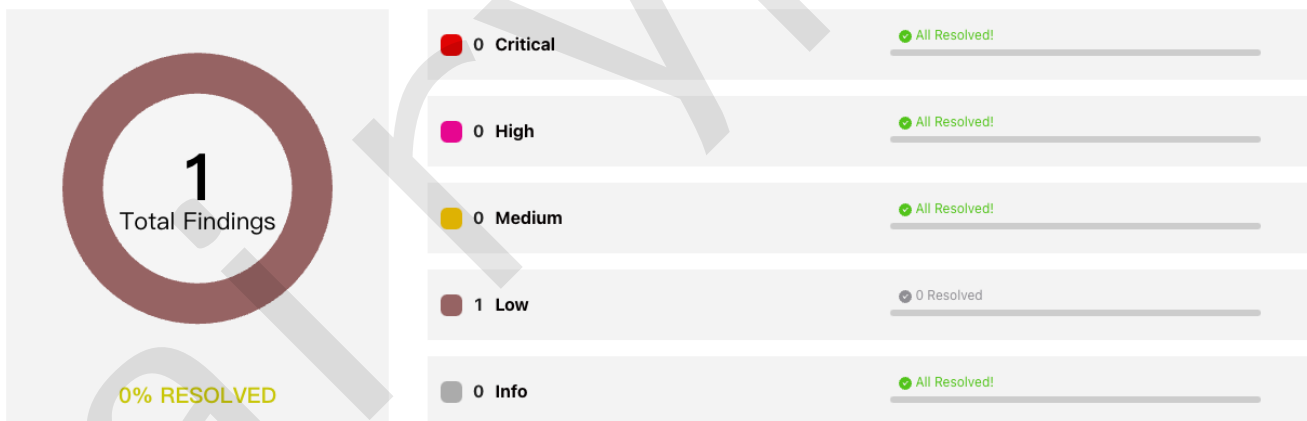 1
Total Findings
0% RESOLVED
0 Critical
All Resolved!
0 High
All Resolved!
0 Medium
All Resolved!
1 Low
0 Resolved
0 Info
All Resolved!